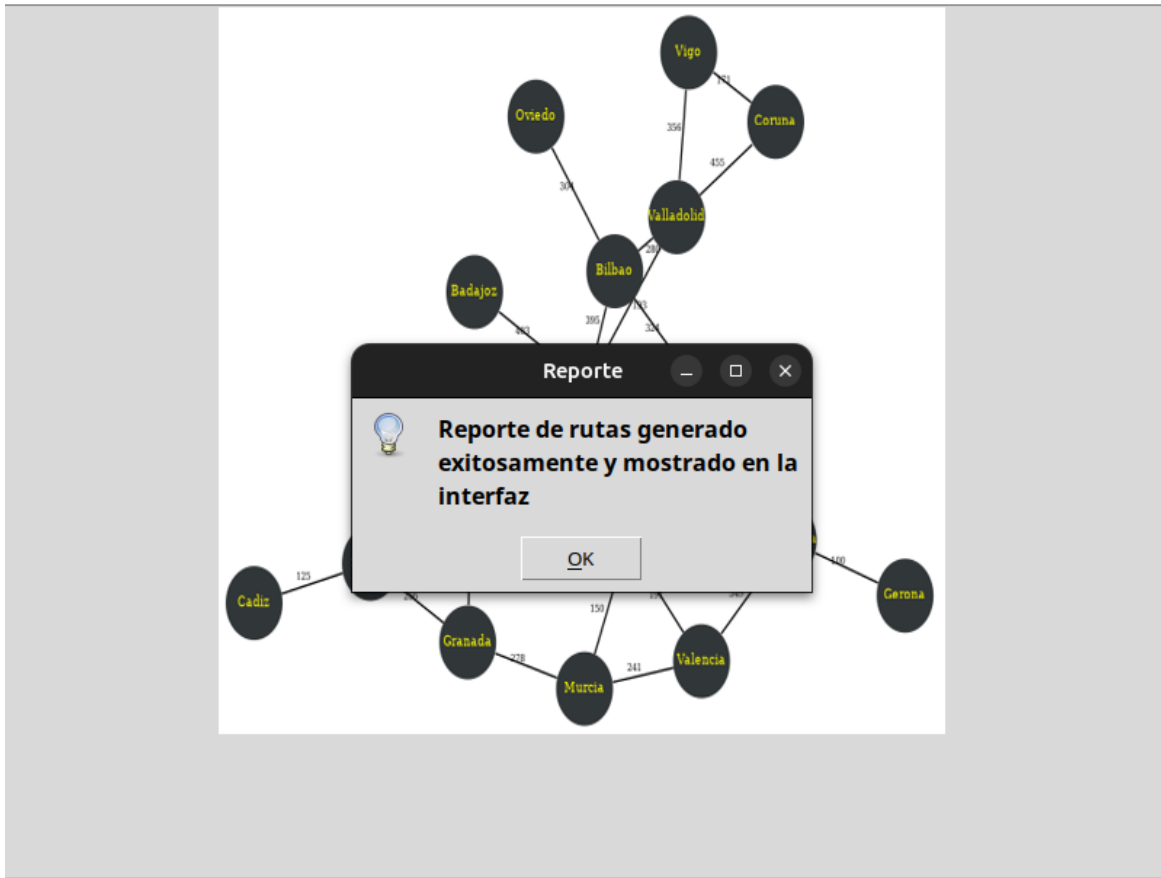 Vigo
171
Coruna
Oviedo
356
455
304
Valladolid
280
Bilbao
Badajoz
193
395
324
403
Reporte
Reporte de rutas generado
exitosamente y mostrado en la
interfaz
OK
100
125
Cadiz
Gerona
150
Granada
278
241
Valencia
Murcia